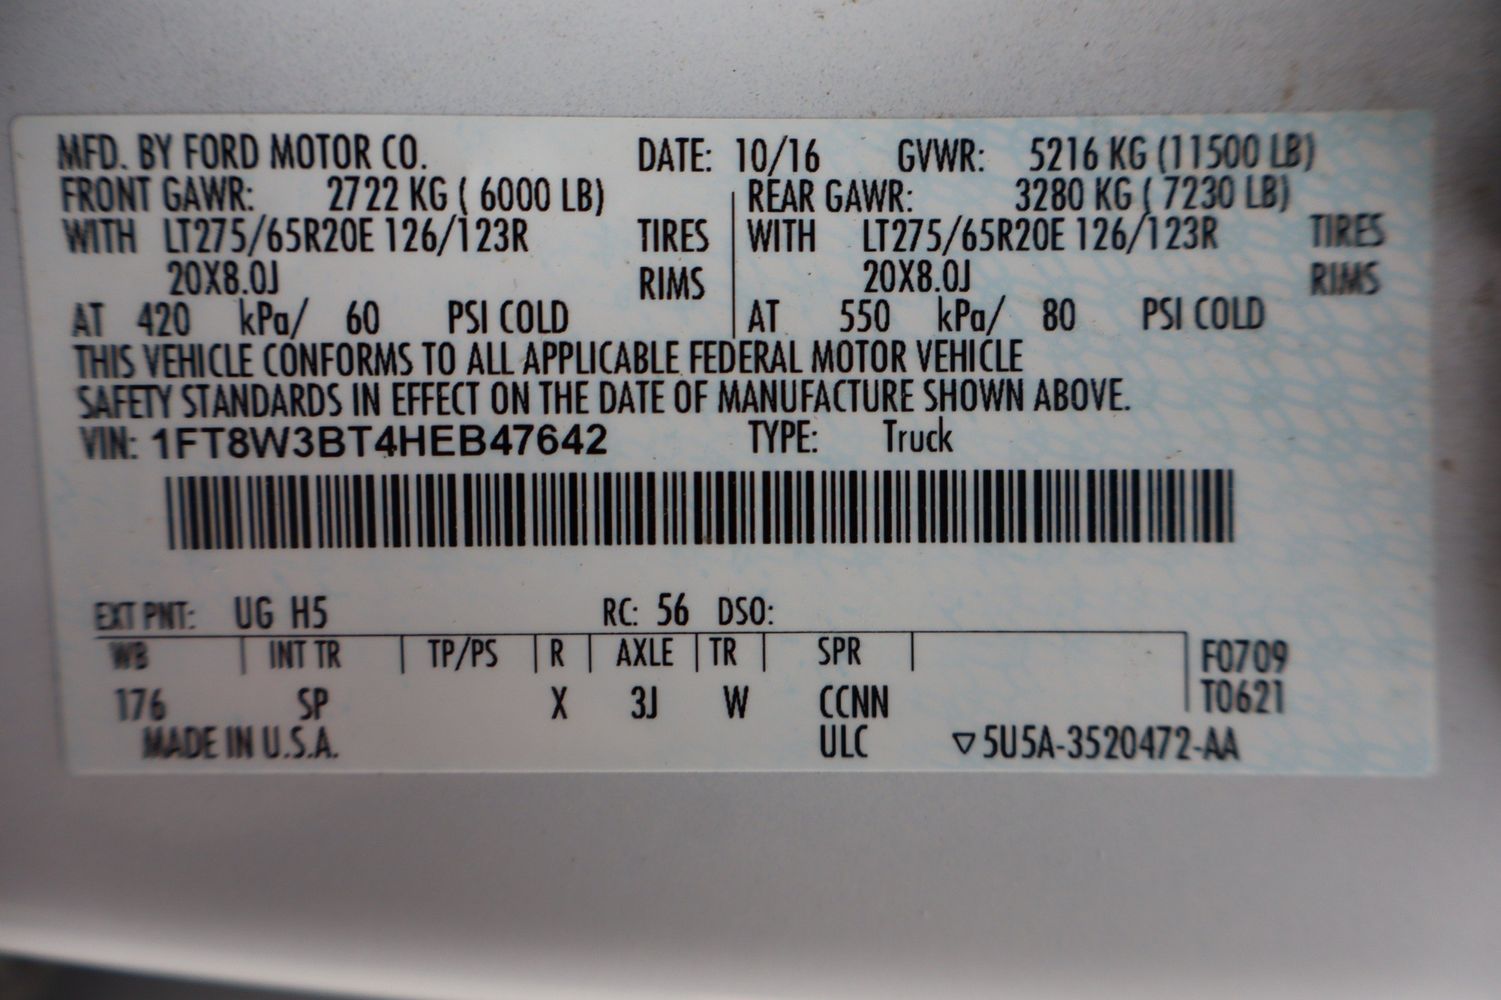 MFD. BY FORD MOTOR CO. DATE: 10/16 GVWR: 5216 KG (11500 LB)
FRONT GAWR: 2722 KG ( 6000 LB) REAR GAWR: 3280 KG ( 7230 LB)
WITH LT275/65R20E 126/123R TIRES WITH LT275/65R20E 126/123R TIRES
20X8.0J RIMS 20X8.0J RIMS
AT 420 kPa/ 60 PSI COLD AT 550 kPa/ 80 PSI COLD
THIS VEHICLE CONFORMS TO ALL APPLICABLE FEDERAL MOTOR VEHICLE
SAFETY STANDARDS IN EFFECT ON THE DATE OF MANUFACTURE SHOWN ABOVE.
VIN: 1FT8W3BT4HEB47642 TYPE: Truck
EXT PNT: UG H5 RC: 56 DSO:
WB INT TR TP/PS R AXLE TR SPR F0709
176 SP X 3J W CCNN T0621
MADE IN U.S.A. ULC ▽5U5A-3520472-AA